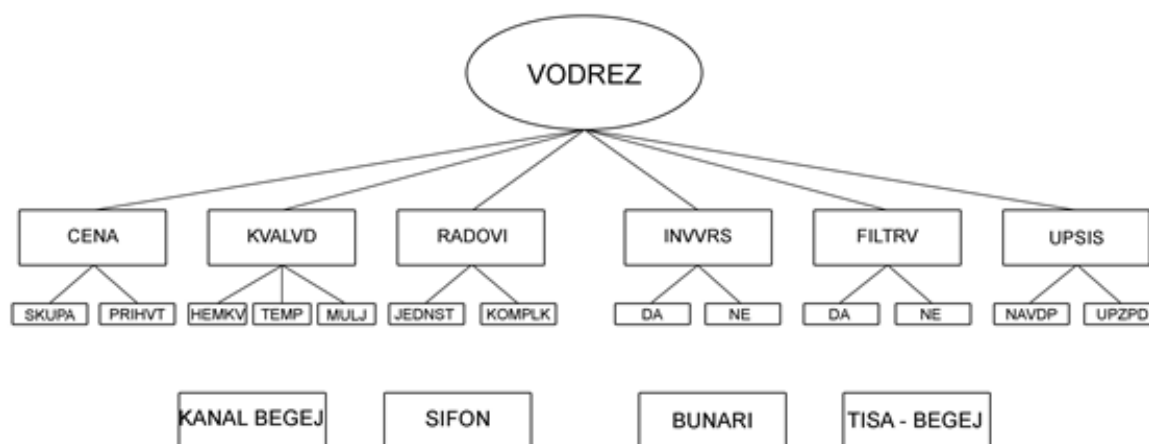 VODREZ
CENA KVALVD RADOVI INVVRS FILTRV UPSIS
SKUPA PRIHVT HEMKV TEMP MULJ JEDNST KOMPLK DA NE DA NE NAVDP UPZPD
KANAL BEGEJ SIFON BUNARI TISA - BEGEJ